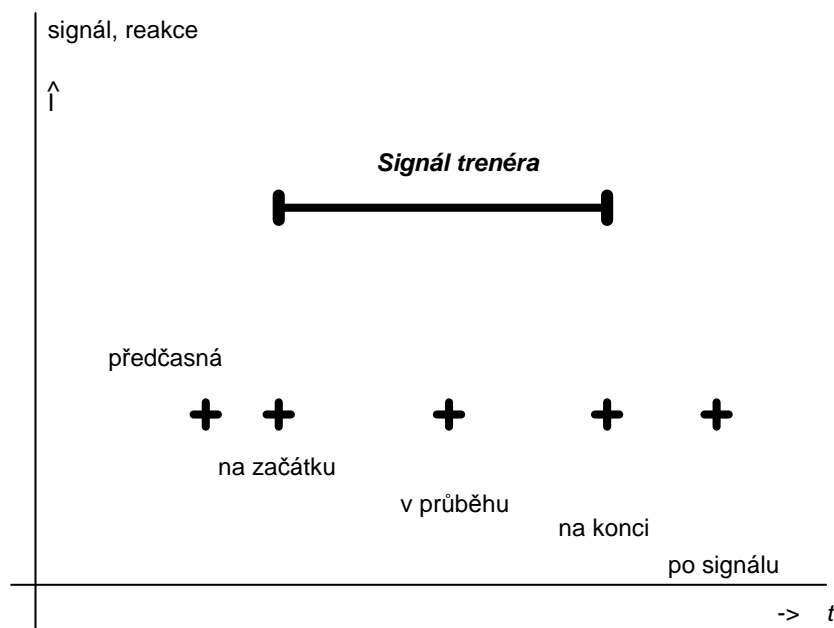 signál, reakce
^
I
Signál trenéra
předčasná
na začátku
v průběhu
na konci
po signálu
-> t